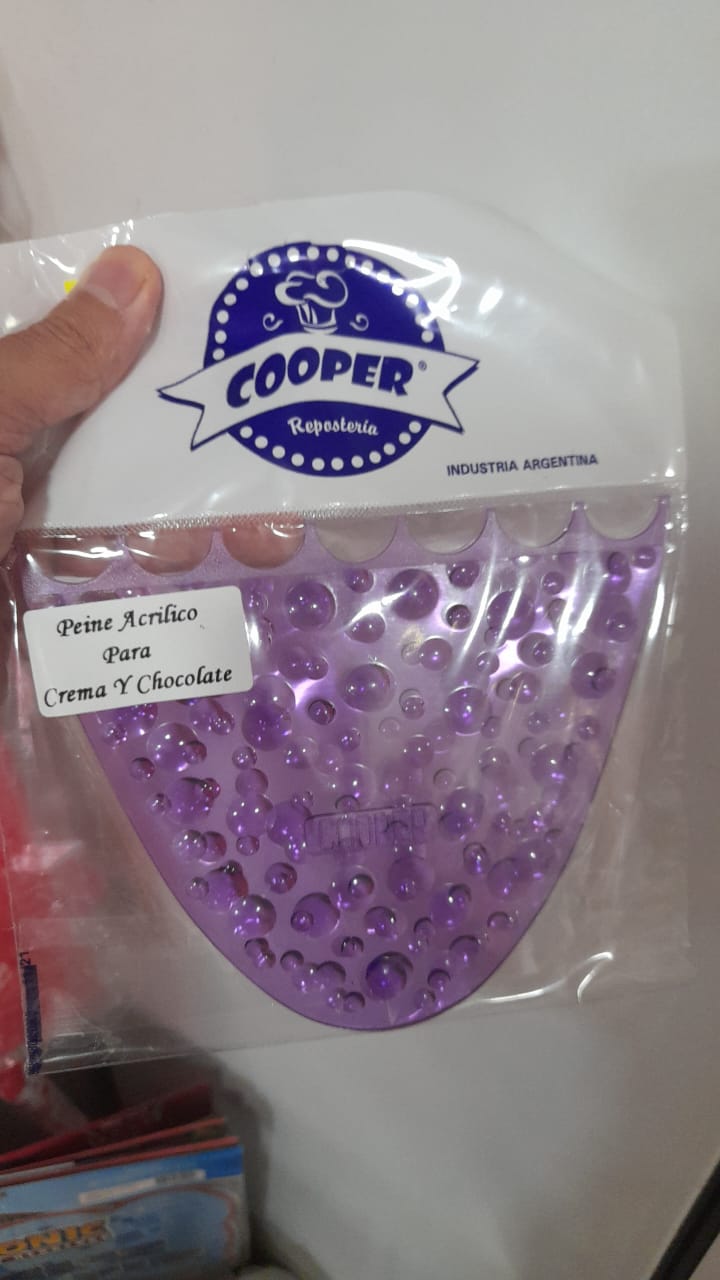 COOPER®
Repostería
INDUSTRIA ARGENTINA
Peine Acrilico
Para
Crema Y Chocolate
COOPER